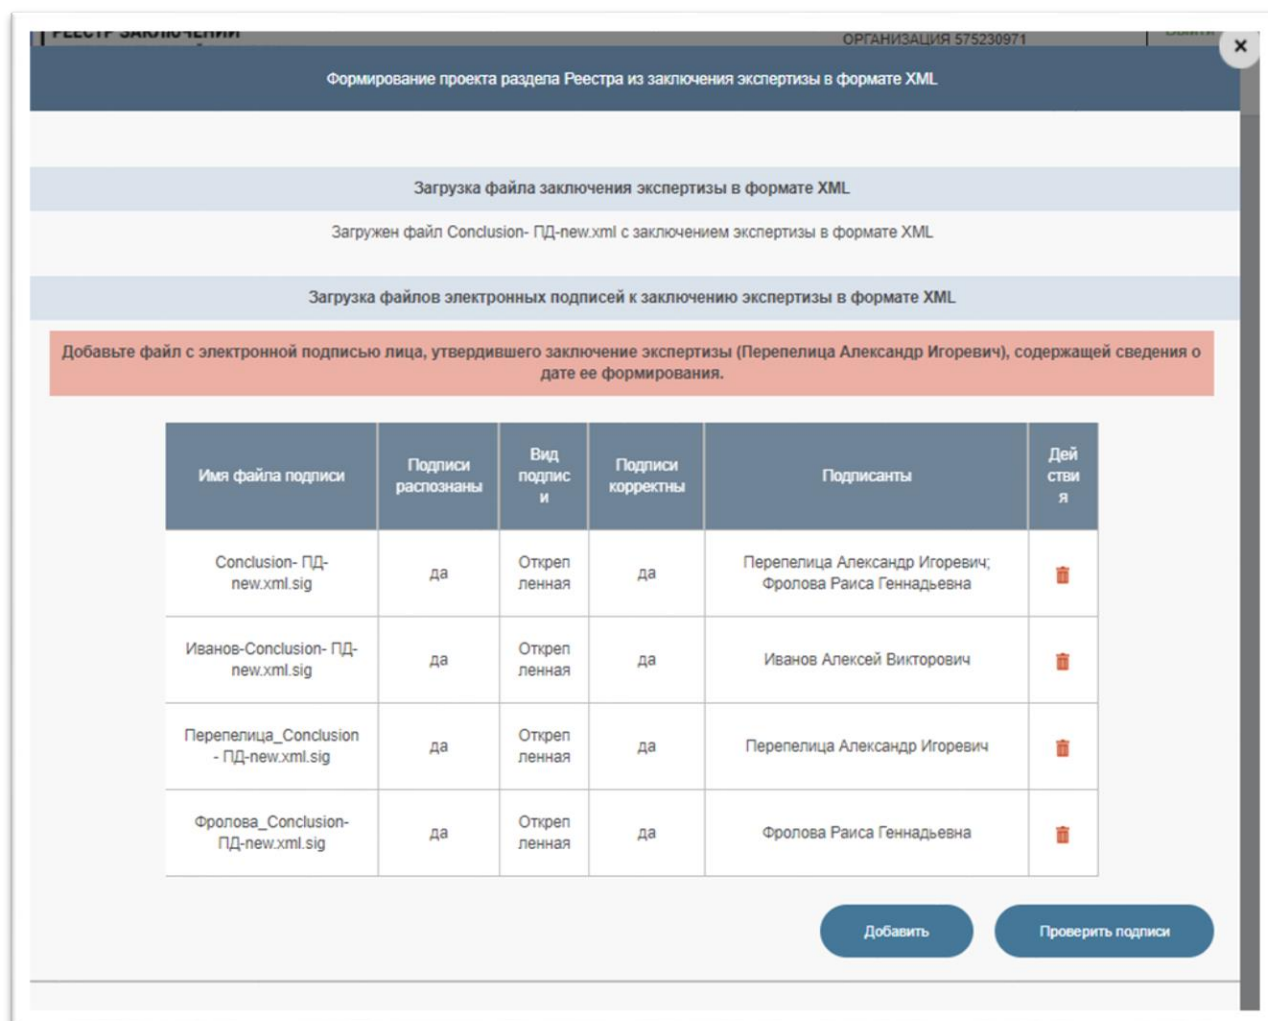 РЕЕСТР ЗАКЛЮЧЕНИЙ
ОРГАНИЗАЦИЯ 575230971
Формирование проекта раздела Реестра из заключения экспертизы в формате XML
Загрузка файла заключения экспертизы в формате XML
Загружен файл Conclusion- ПД-new.xml с заключением экспертизы в формате XML
Загрузка файлов электронных подписей к заключению экспертизы в формате XML
Добавьте файл с электронной подписью лица, утвердившего заключение экспертизы (Перепелица Александр Игоревич), содержащей сведения о
дате ее формирования.
Имя файла подписи
Подписи
распознаны
Вид
подпис
и
Подписи
корректны
Подписанты
Дей
стви
я
Conclusion- ПД-
new.xml.sig
да
Откреп
ленная
да
Перепелица Александр Игоревич;
Фролова Раиса Геннадьевна
Иванов-Conclusion- ПД-
new.xml.sig
да
Откреп
ленная
да
Иванов Алексей Викторович
Перепелица_Conclusion
- ПД-new.xml.sig
да
Откреп
ленная
да
Перепелица Александр Игоревич
Фролова_Conclusion-
ПД-new.xml.sig
да
Откреп
ленная
да
Фролова Раиса Геннадьевна
Добавить
Проверить подписи